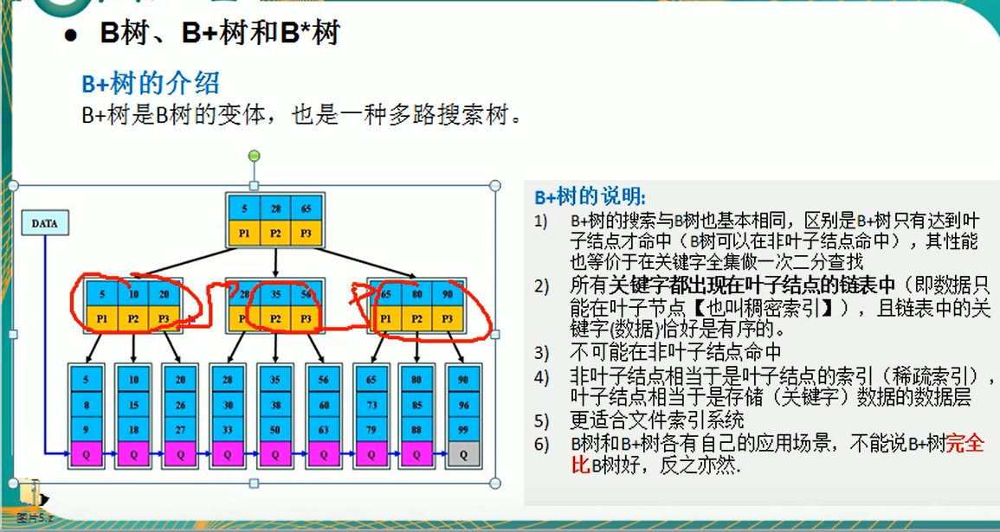 ● B树、B+树和B*树
B+树的介绍
B+树是B树的变体，也是一种多路搜索树。
DATA
5 28 65
P1 P2 P3
5 10 20
P1 P2 P3
28 35 56
P2 P3
65 80 90
P1 P2 P3
5 10 20 28 35 56 65 80 90
8 15 26 30 38 60 73 85 96
9 18 27 33 50 63 79 88 99
Q Q Q Q Q Q Q Q Q
B+树的说明:
1) B+树的搜索与B树也基本相同，区别是B+树只有达到叶
子结点才命中（B树可以在非叶子结点命中），其性能
也等价于在关键字全集做一次二分查找
2) 所有关键字都出现在叶子结点的链表中（即数据只
能在叶子节点【也叫稠密索引】），且链表中的关
键字(数据)恰好是有序的。
3) 不可能在非叶子结点命中
4) 非叶子结点相当于是叶子结点的索引（稀疏索引），
叶子结点相当于是存储（关键字）数据的数据层
5) 更适合文件索引系统
6) B树和B+树各有自己的应用场景，不能说B+树完全
比B树好，反之亦然.
图片5.z